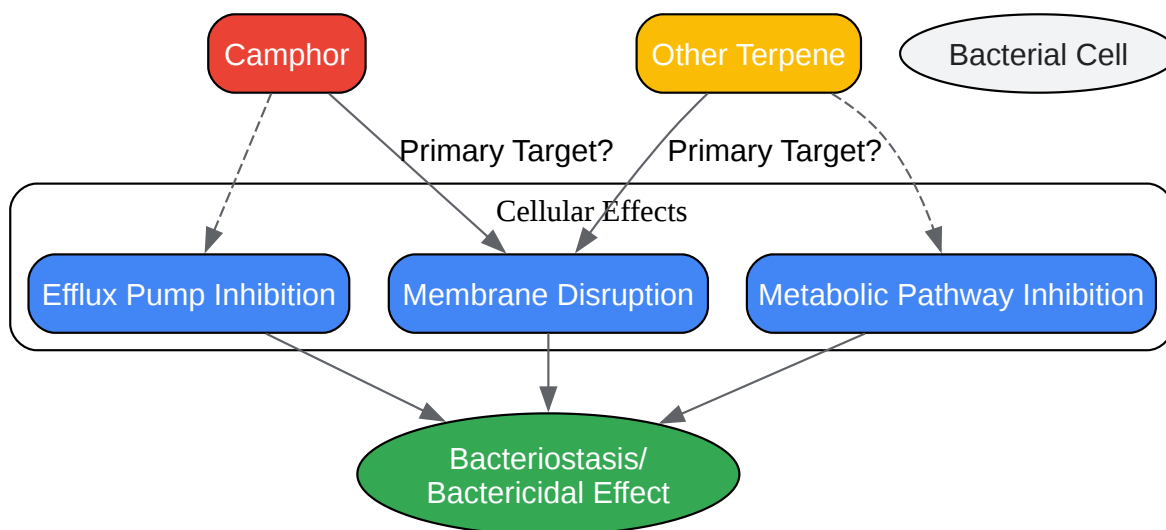 Camphor
Other Terpene
Bacterial Cell
Primary Target?
Primary Target?
Cellular Effects
Efflux Pump Inhibition
Membrane Disruption
Metabolic Pathway Inhibition
Bacteriostasis/
Bactericidal Effect